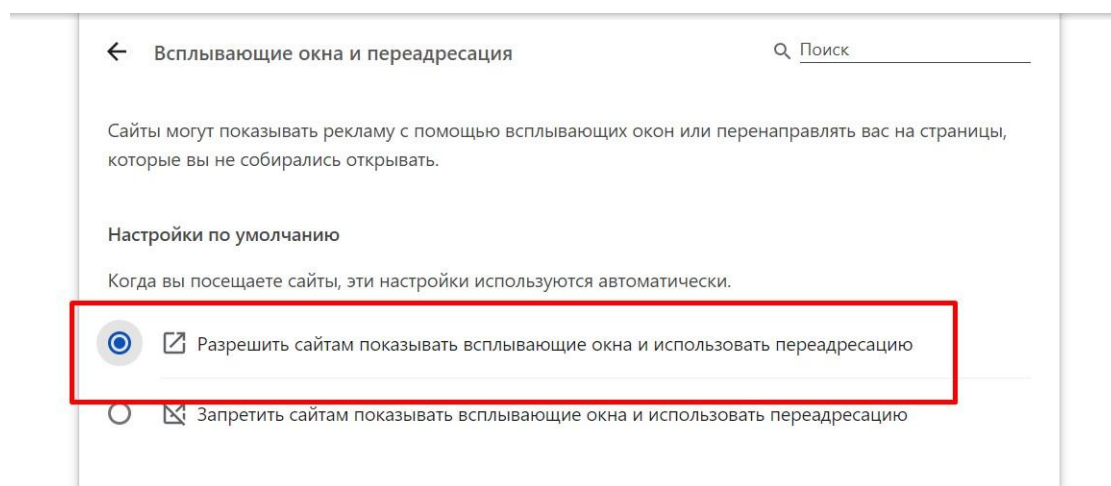 Всплывающие окна и переадресация
Поиск
Сайты могут показывать рекламу с помощью всплывающих окон или перенаправлять вас на страницы,
которые вы не собирались открывать.
Настройки по умолчанию
Когда вы посещаете сайты, эти настройки используются автоматически.
Разрешить сайтам показывать всплывающие окна и использовать переадресацию
Запретить сайтам показывать всплывающие окна и использовать переадресацию